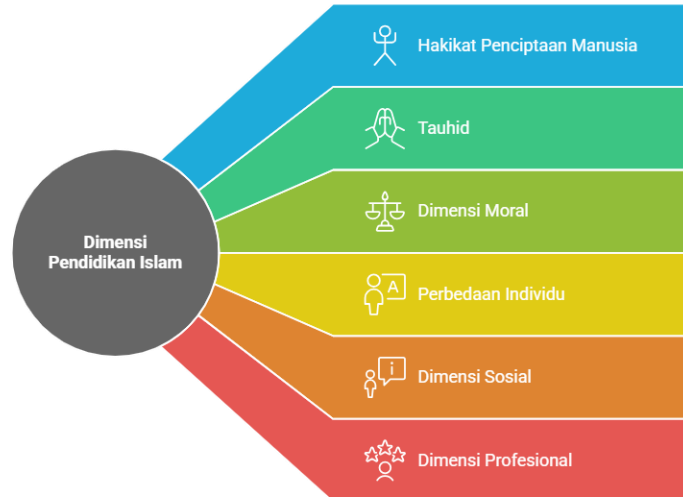 Hakikat Penciptaan Manusia
Tauhid
Dimensi Moral
Dimensi
Pendidikan Islam
A
Perbedaan Individu
i
Dimensi Sosial
Dimensi Profesional